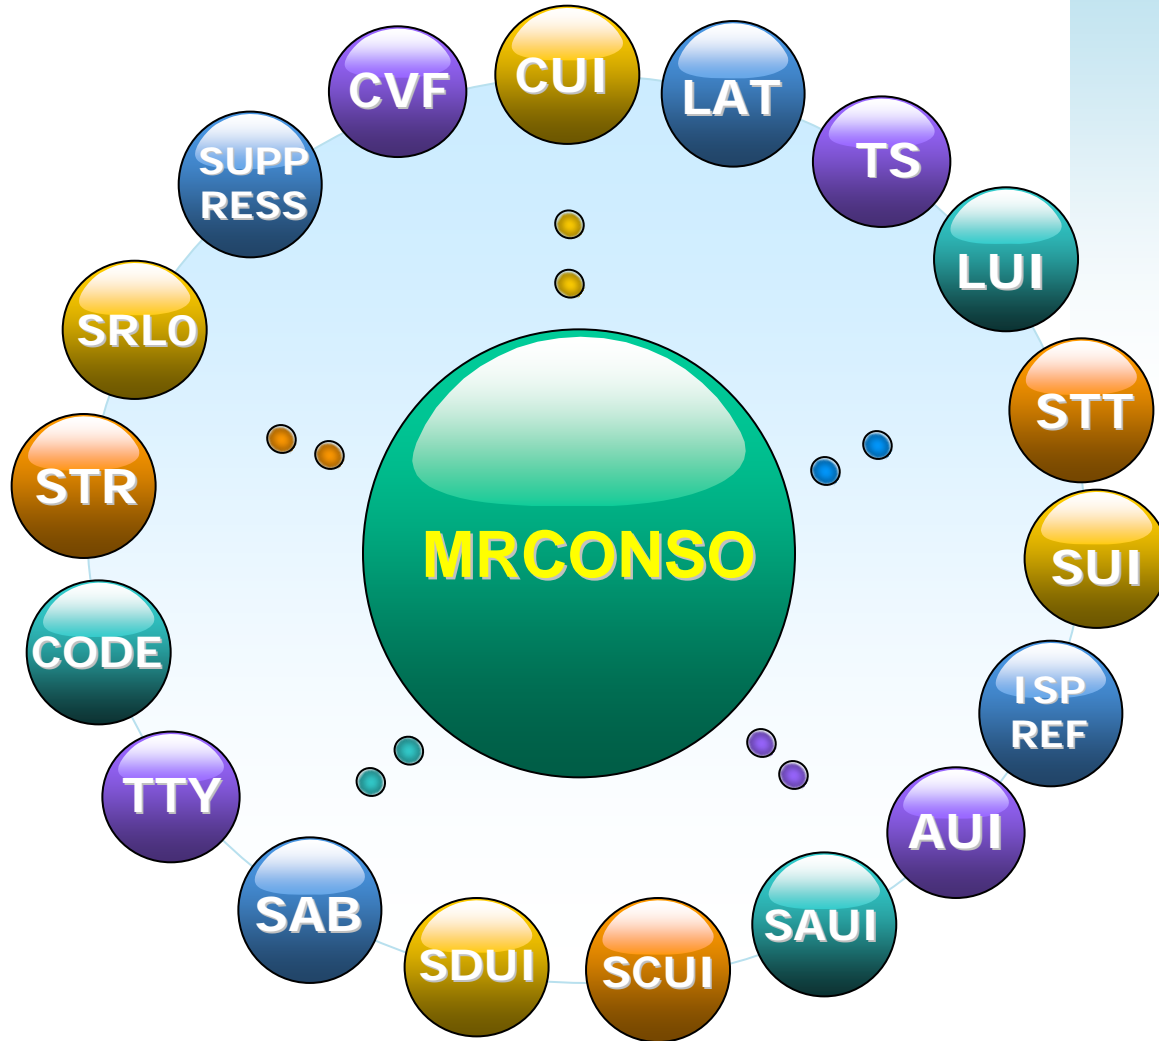 CUI
LAT
TS
LUI
STT
SUI
ISP
REF
AUI
SAUI
SCUI
SDUI
SAB
TTY
CODE
STR
SRL0
SUPP
RESS
CVF
MRCONSO